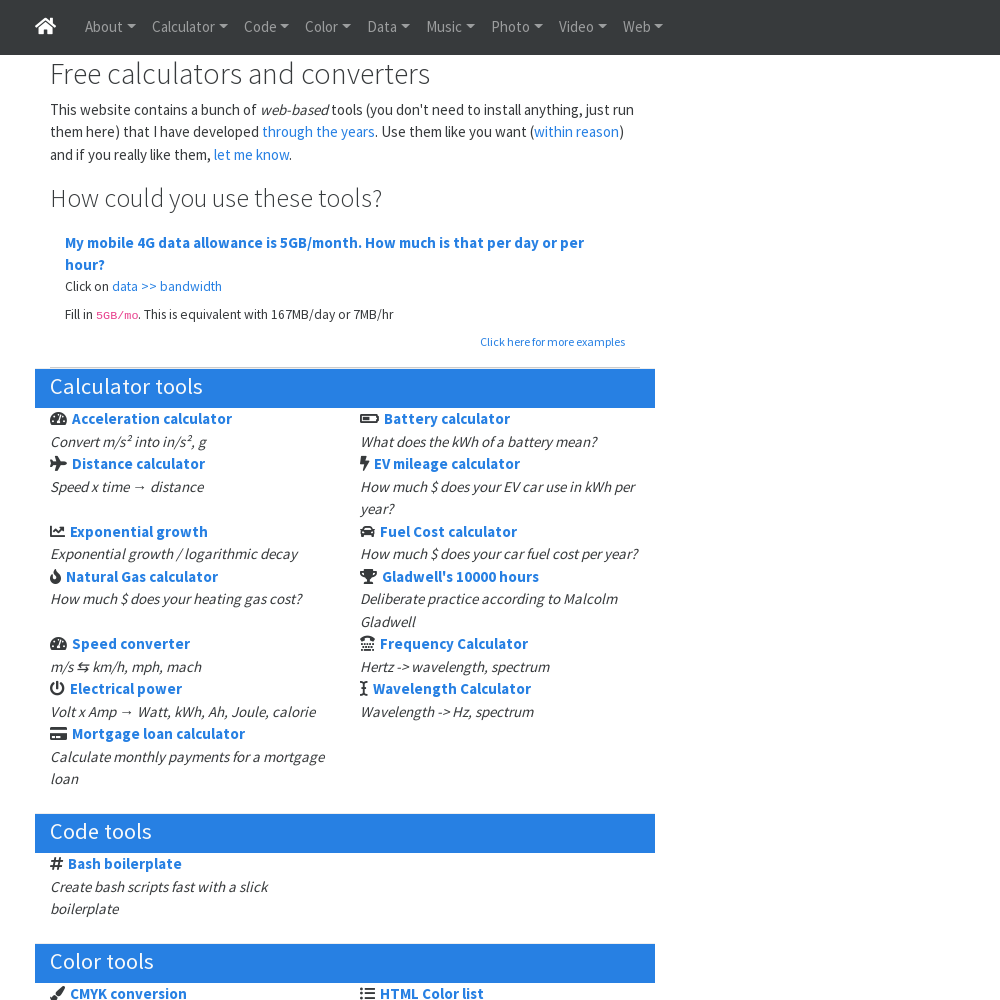 About Calculator Code Color Data Music Photo Video Web
Free calculators and converters
This website contains a bunch of web-based tools (you don't need to install anything, just run
them here) that I have developed through the years. Use them like you want (within reason)
and if you really like them, let me know.
How could you use these tools?
My mobile 4G data allowance is 5GB/month. How much is that per day or per
hour?
Click on data >> bandwidth
Fill in 5GB/mo. This is equivalent with 167MB/day or 7MB/hr
Click here for more examples
Calculator tools
Acceleration calculator
Convert m/s² into in/s², g
Battery calculator
What does the kWh of a battery mean?
Distance calculator
Speed x time → distance
EV mileage calculator
How much $ does your EV car use in kWh per
year?
Exponential growth
Exponential growth / logarithmic decay
Fuel Cost calculator
How much $ does your car fuel cost per year?
Natural Gas calculator
How much $ does your heating gas cost?
Gladwell's 10000 hours
Deliberate practice according to Malcolm
Gladwell
Speed converter
m/s ⇆ km/h, mph, mach
Frequency Calculator
Hertz -> wavelength, spectrum
Electrical power
Volt x Amp → Watt, kWh, Ah, Joule, calorie
Wavelength Calculator
Wavelength -> Hz, spectrum
Mortgage loan calculator
Calculate monthly payments for a mortgage
loan
Code tools
Bash boilerplate
Create bash scripts fast with a slick
boilerplate
Color tools
CMYK conversion
HTML Color list